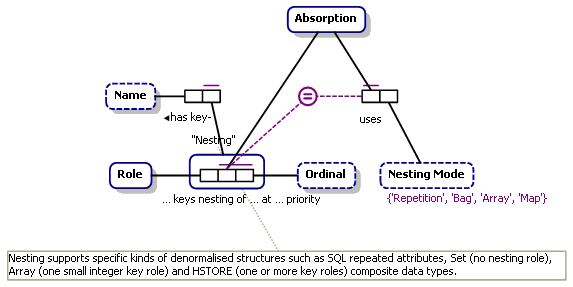 Absorption
Name
◄has key-
uses
"Nesting"
Role
Ordinal
Nesting Mode
... keys nesting of ... at ... priority
{'Repetition', 'Bag', 'Array', 'Map'}
Nesting supports specific kinds of denormalised structures such as SQL repeated attributes, Set (no nesting role),
Array (one small integer key role) and HSTORE (one or more key roles) composite data types.